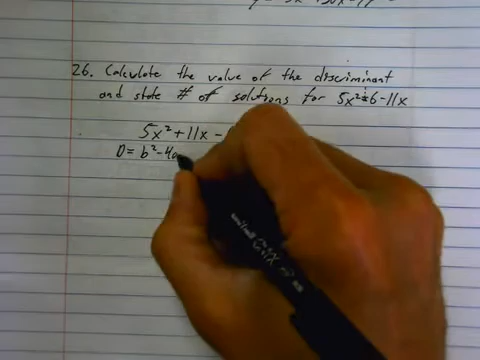 26. Calculate the value of the discriminant
and state # of solutions for 5x²=6-11x
5x²+11x-
D=b²-4a